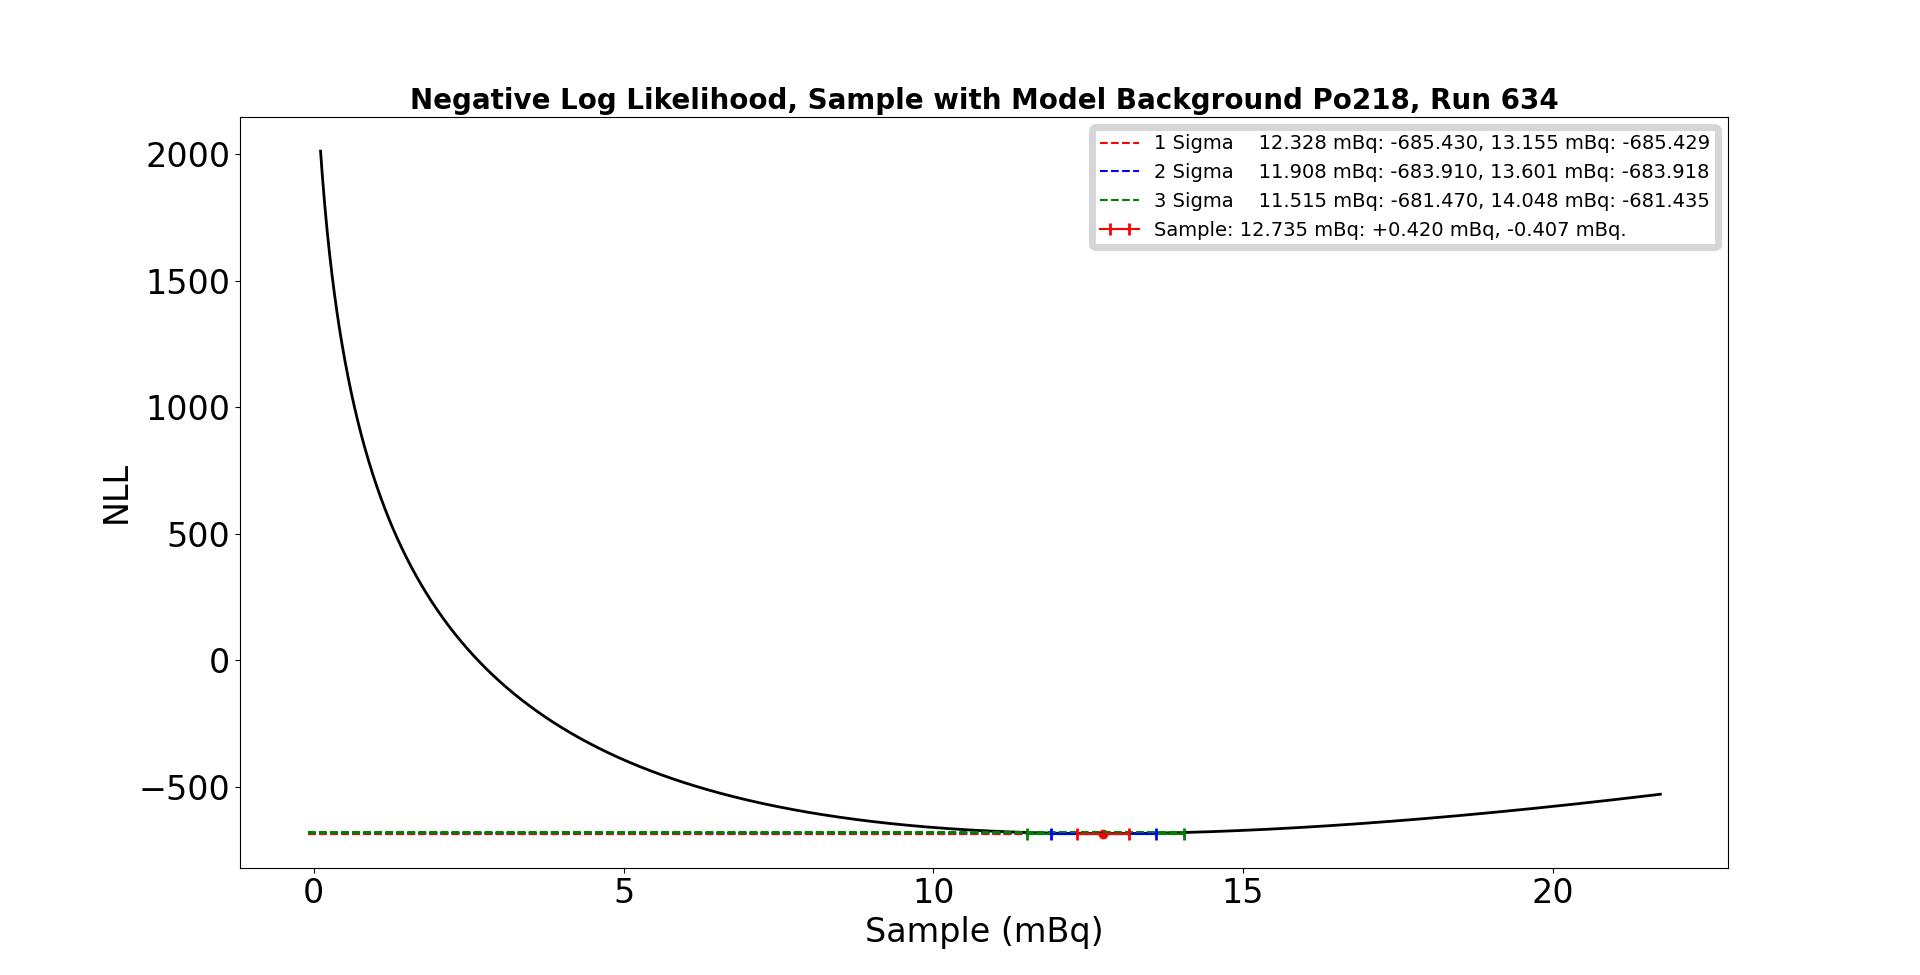 Negative Log Likelihood, Sample with Model Background Po218, Run 634
1 Sigma 12.328 mBq: -685.430, 13.155 mBq: -685.429
2 Sigma 11.908 mBq: -683.910, 13.601 mBq: -683.918
3 Sigma 11.515 mBq: -681.470, 14.048 mBq: -681.435
Sample: 12.735 mBq: +0.420 mBq, -0.407 mBq.
2000
1500
1000
500
0
−500
NLL
0 5 10 15 20
Sample (mBq)